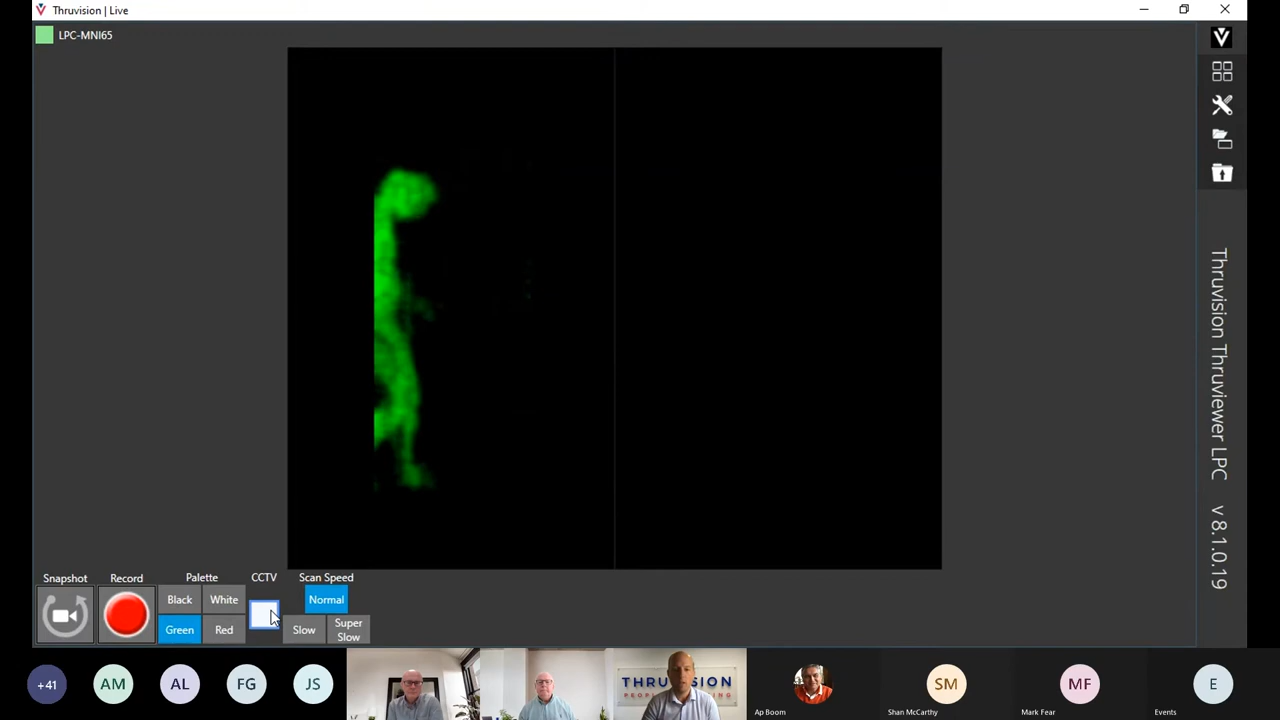 Thruvision | Live
LPC-MNI65
Thruvision Thruviewer LPC v 8.1.0.19
Snapshot
Record
Palette
CCTV
Scan Speed
Black
White
Normal
Green
Red
Slow
Super
Slow
+41
AM
AL
FG
JS
THRUVISION
Ap Boom
SM
Shan McCarthy
MF
Mark Fear
E
Events